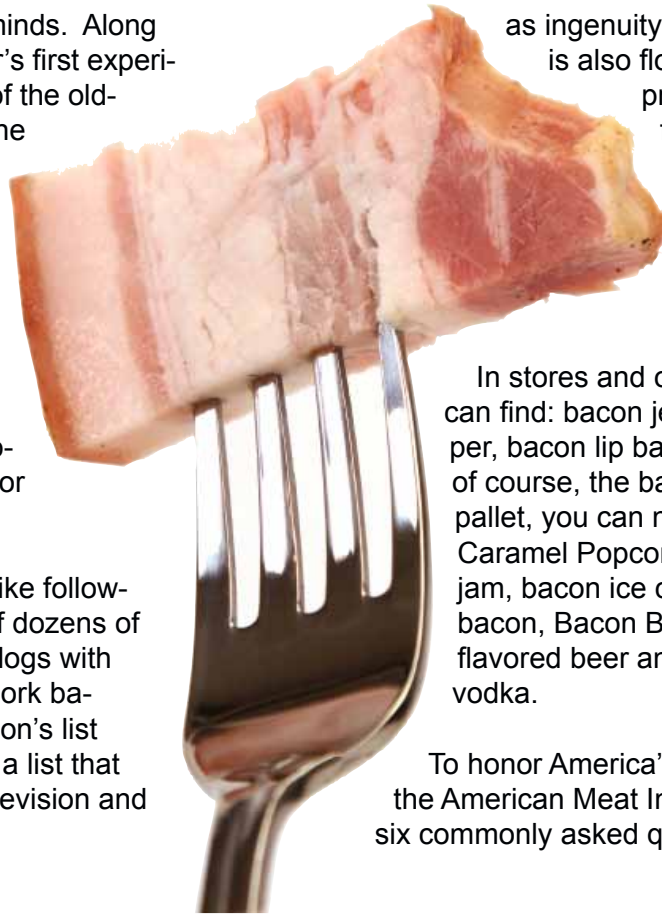 minds. Along
r’s first experi-
of the old-
ne
o-
or
ike follow-
f dozens of
logs with
ork ba-
on’s list
a list that
evision and
as ingenuity
is also flo
pr
In stores and o
can find: bacon je
per, bacon lip ba
of course, the ba
pallet, you can n
Caramel Popcor
jam, bacon ice c
bacon, Bacon B
flavored beer an
vodka.
To honor America’
the American Meat In
six commonly asked q